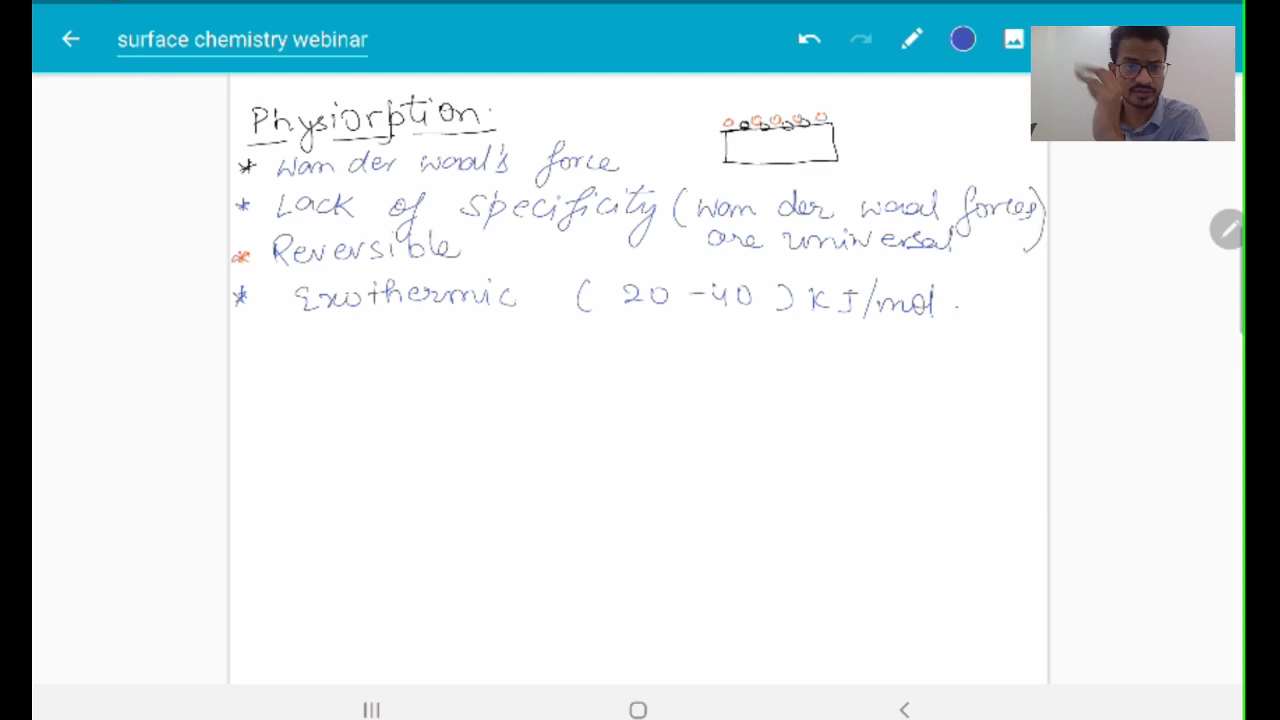 surface chemistry webinar
Physiorption.
* wan der waal's force
* Lack of specificity (wan der waal forces
are universal)
* Reversible
* Exothermic (20-40) KJ/mol.